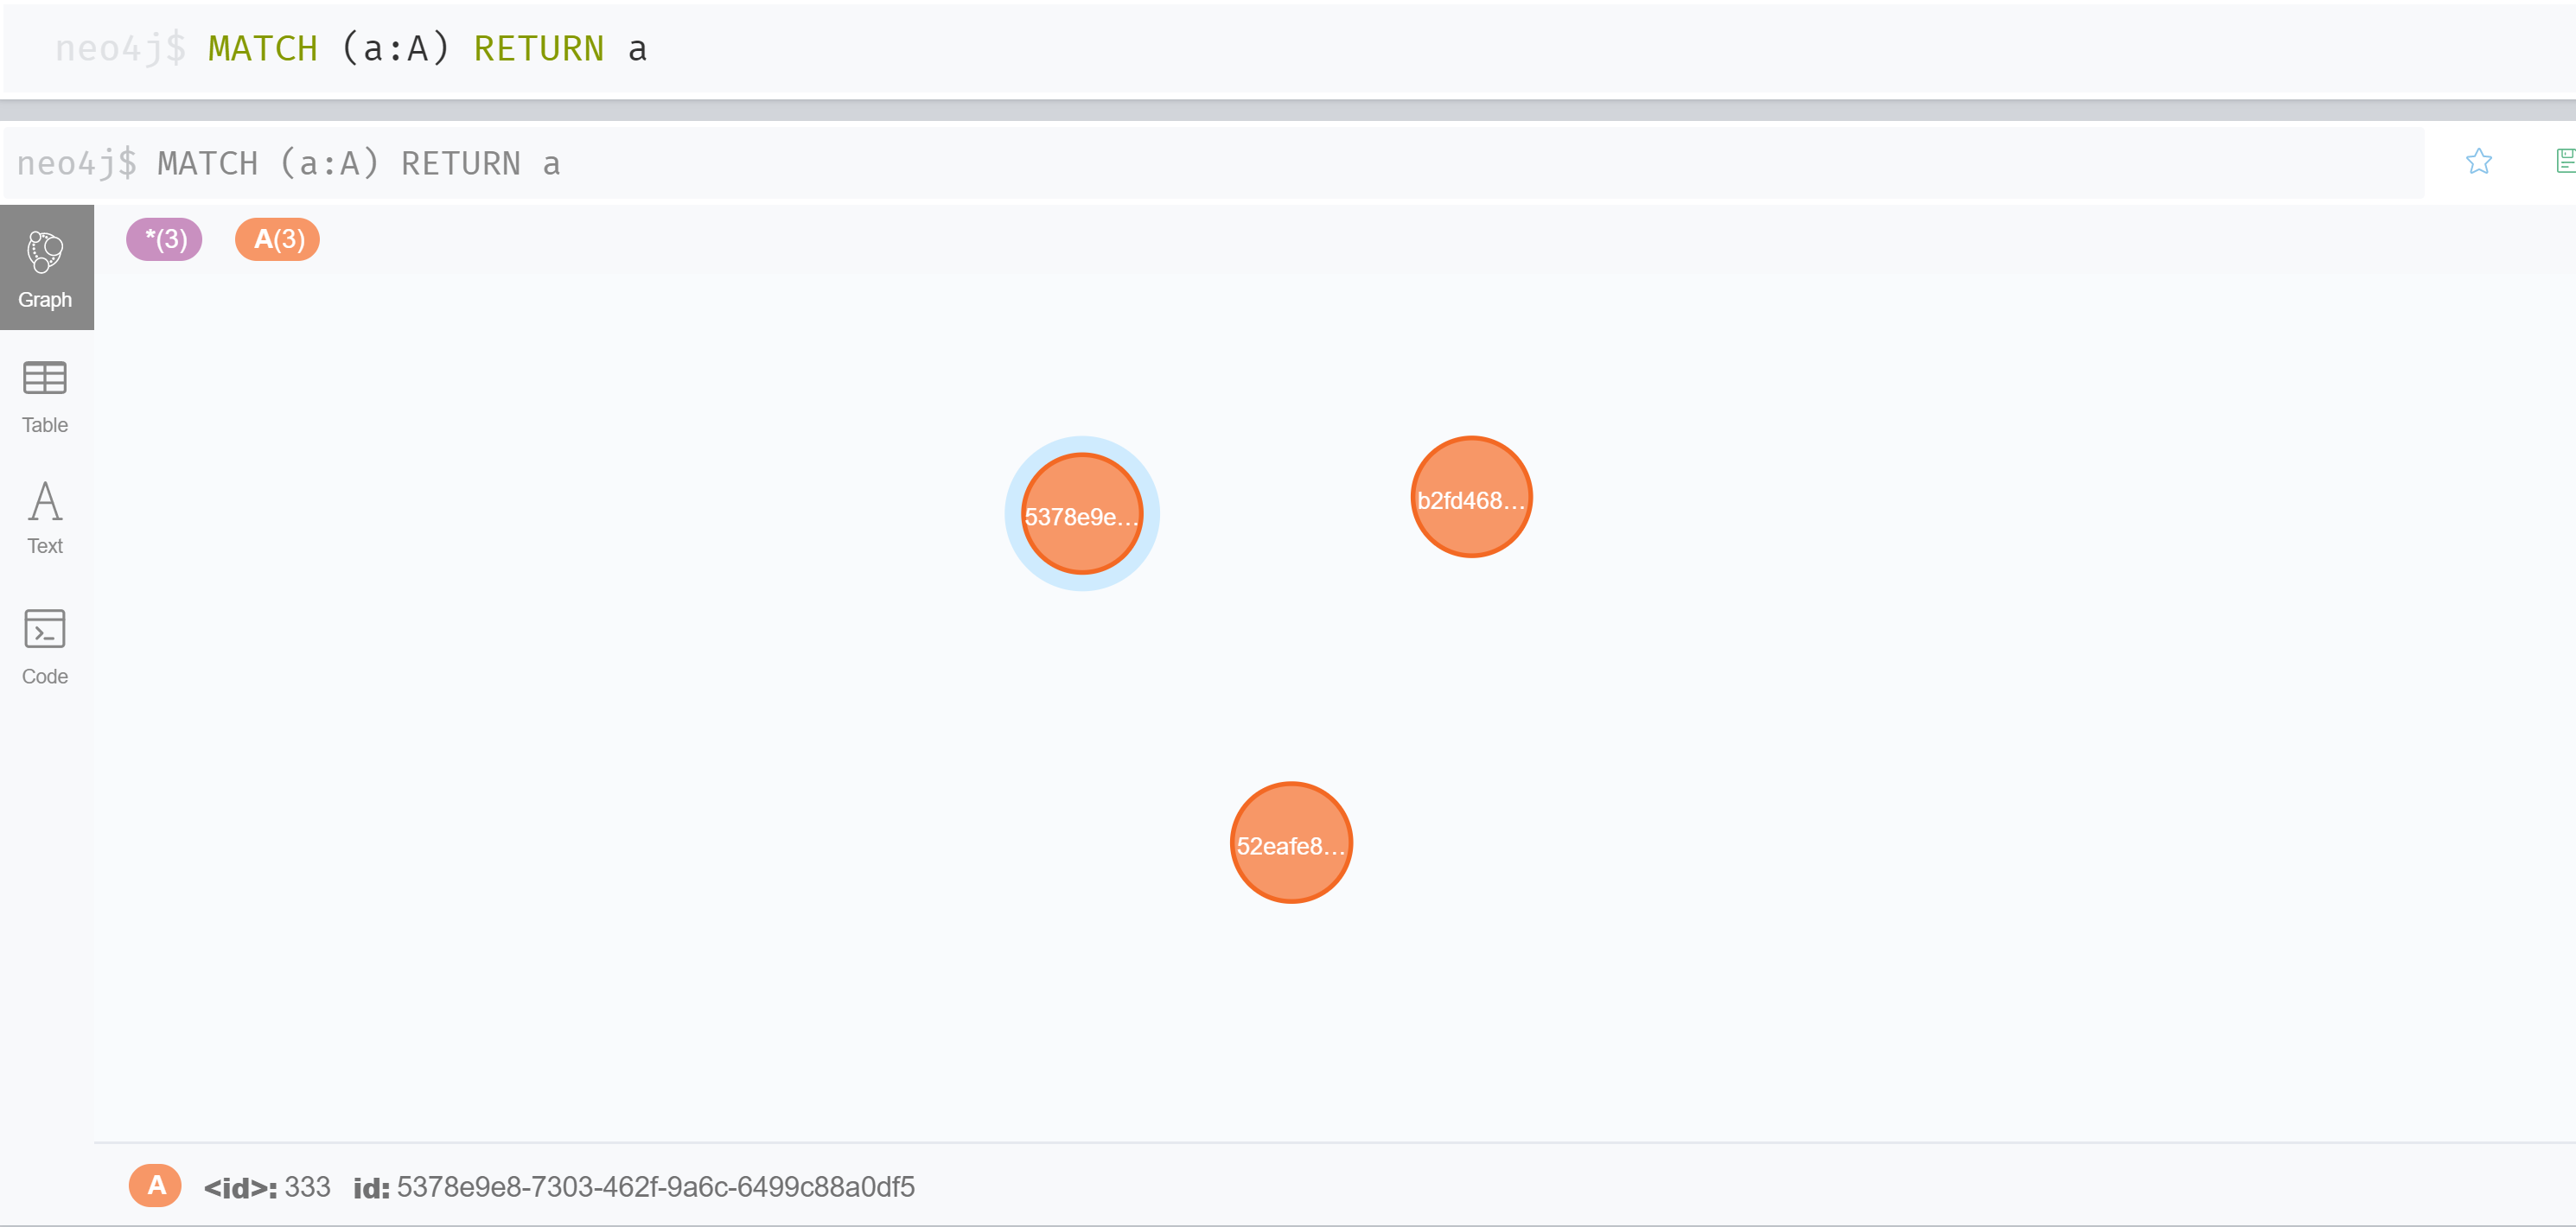 neo4j$ MATCH (a:A) RETURN a
neo4j$ MATCH (a:A) RETURN a
*(3) A(3)
Graph
Table
Text
Code
5378e9e…
b2fd468…
52eafe8…
A <id>: 333 id: 5378e9e8-7303-462f-9a6c-6499c88a0df5